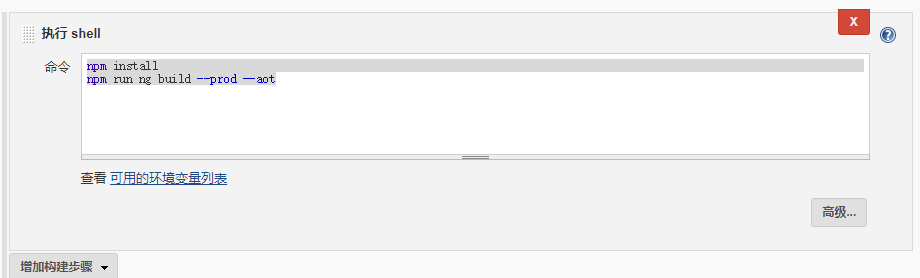 执行 shell
X
命令
npm install
npm run ng build --prod --aot
查看 可用的环境变量列表
高级...
增加构建步骤